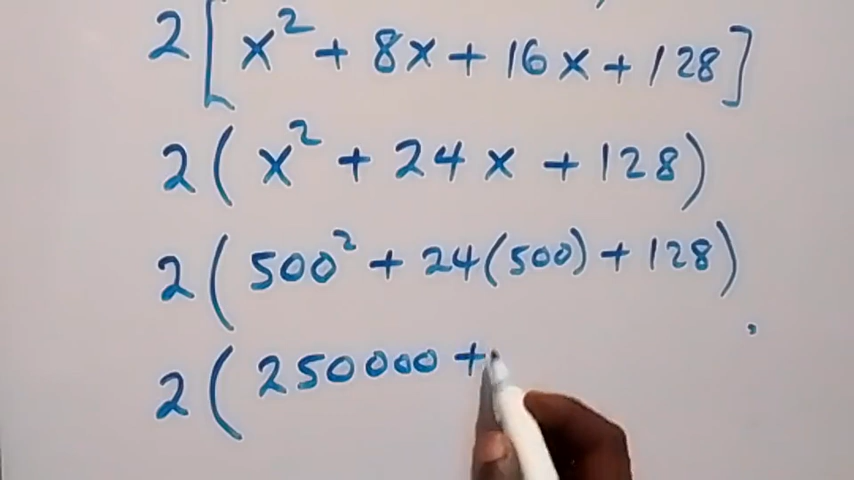 2[x² + 8x + 16x + 128]
2(x² + 24x + 128)
2(500² + 24(500) + 128)
2(250000 +